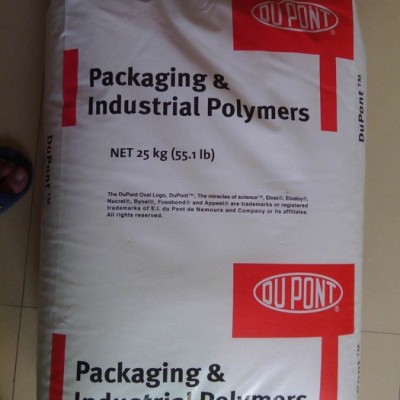 DU PONT®
Packaging &
Industrial Polymers
DuPont™
NET 25 kg (55.1 lb)
The DuPont Oval Logo, DuPont™, The miracles of science™, Elvax®, Elvaloy®,
Nucrel®, Bynel®, Fusabond® and Appeel® are trademarks or registered
trademarks of E.I. du Pont de Nemours and Company or its affiliates.
All rights reserved.
DU PONT
Packaging &
Industrial Polymers